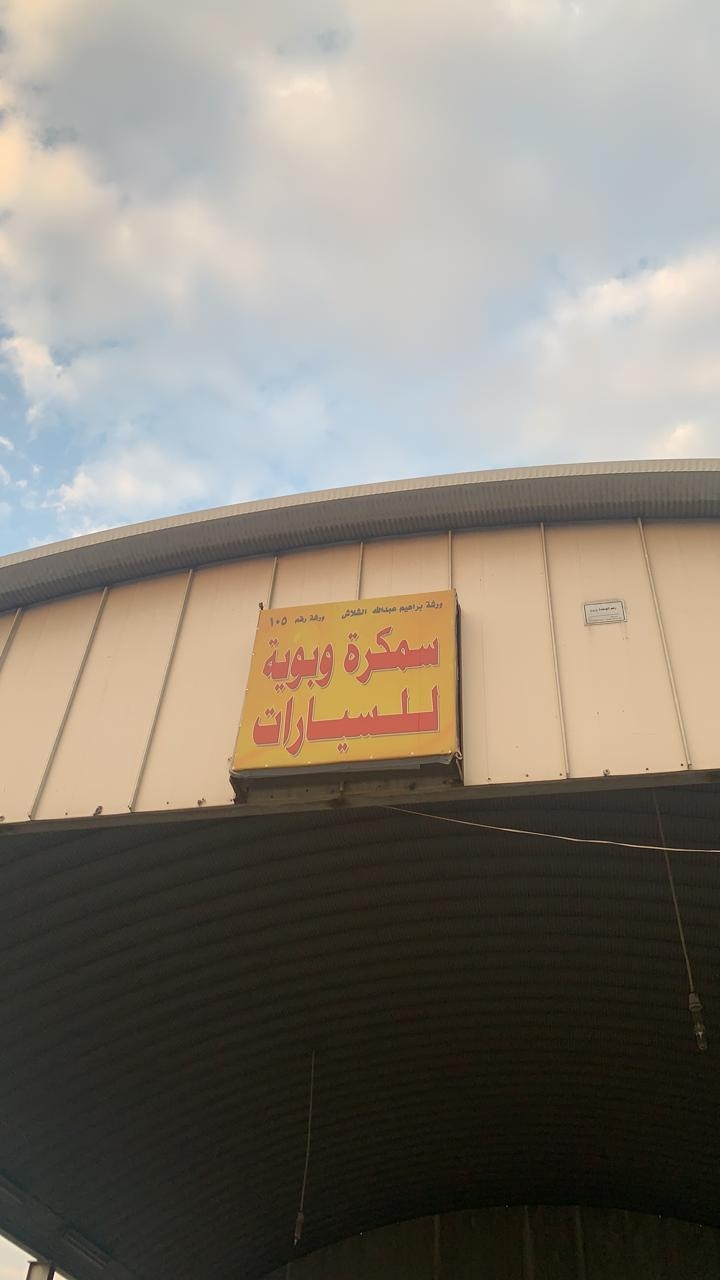 ورشة براهيم عبدالله الشلاش ورشة رقم ١٠٥
سمكرة وبوية
للسيارات